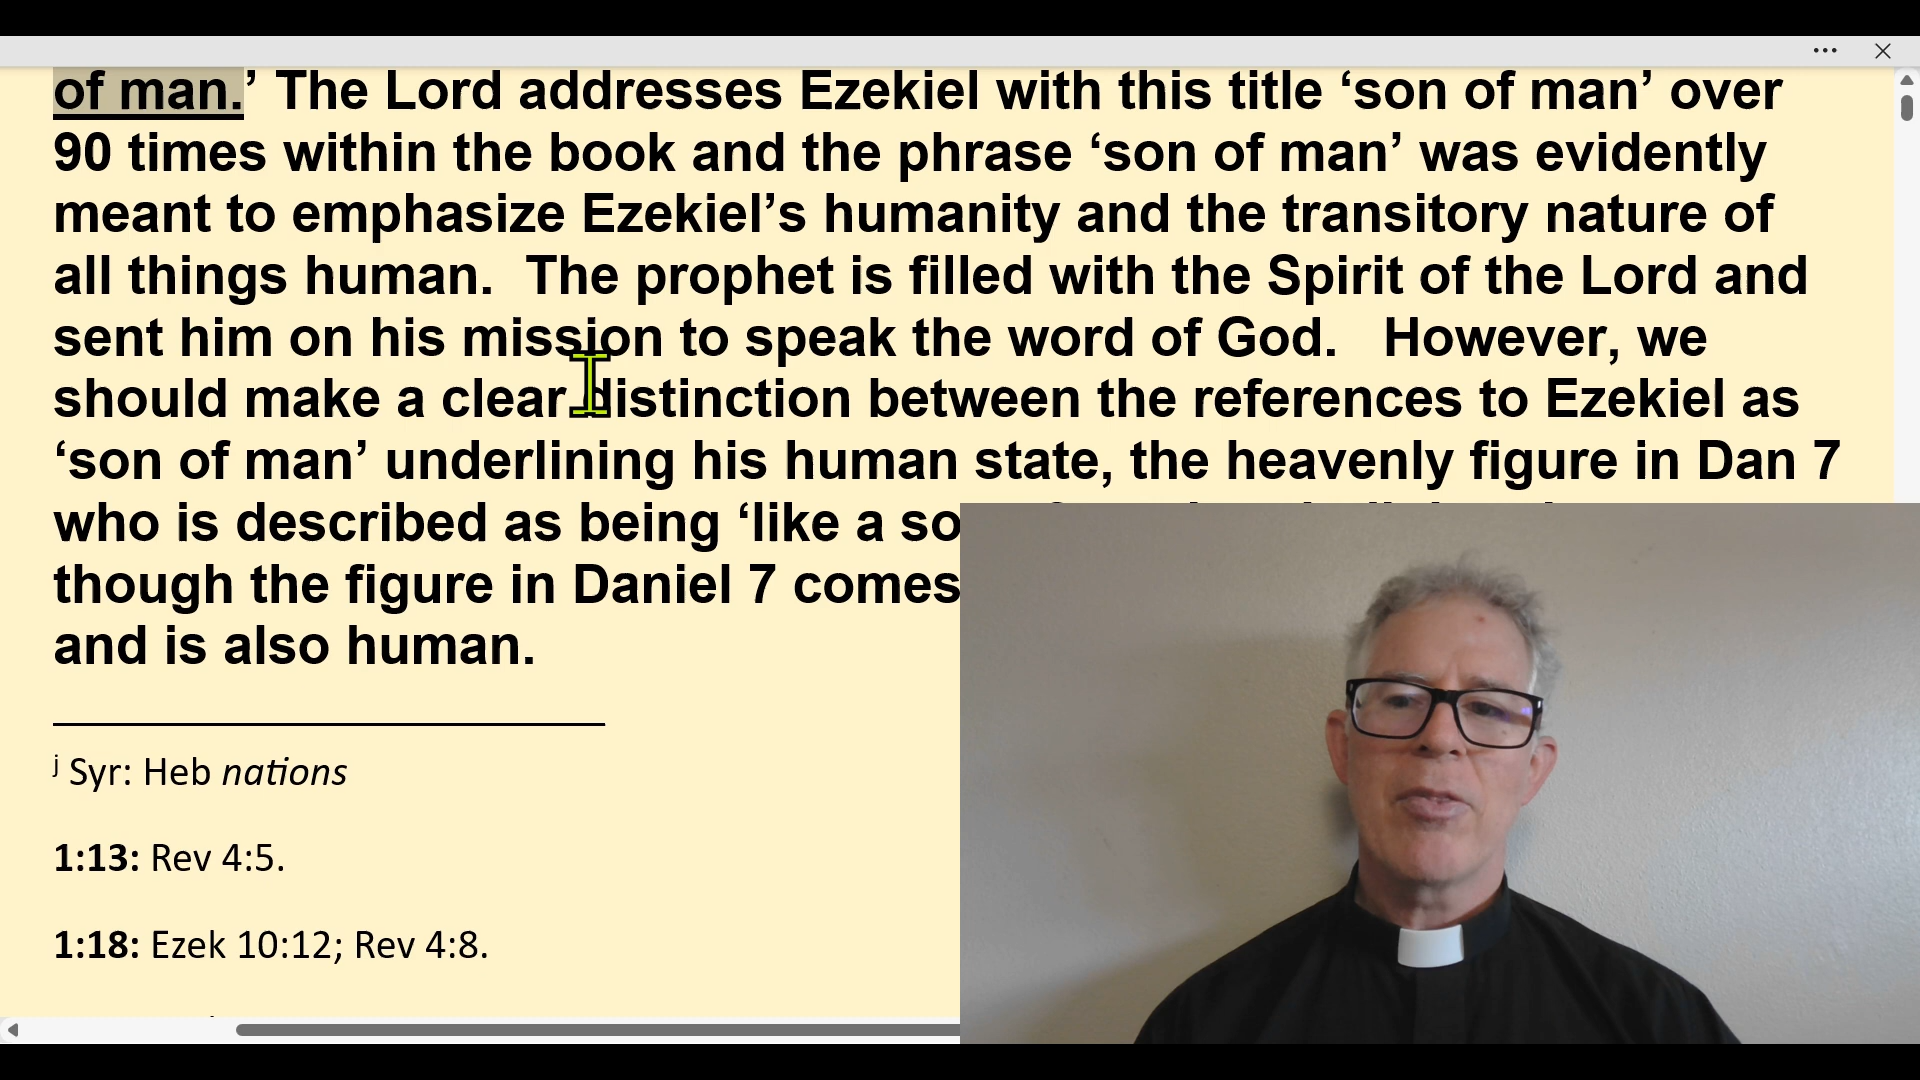 of man.’ The Lord addresses Ezekiel with this title ‘son of man’ over
90 times within the book and the phrase ‘son of man’ was evidently
meant to emphasize Ezekiel’s humanity and the transitory nature of
all things human.  The prophet is filled with the Spirit of the Lord and
sent him on his mission to speak the word of God.   However, we
should make a clear distinction between the references to Ezekiel as
‘son of man’ underlining his human state, the heavenly figure in Dan 7
who is described as being ‘like a
though the figure in Daniel 7 comes
and is also human.
j Syr: Heb nations
1:13: Rev 4:5.
1:18: Ezek 10:12; Rev 4:8.